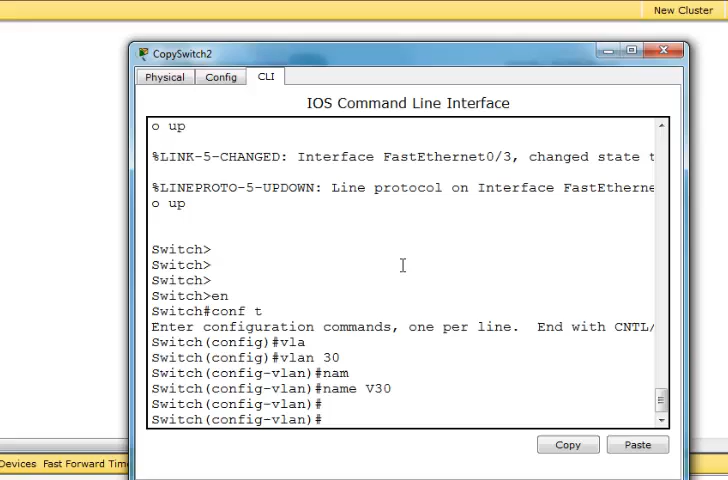 New Cluster
CopySwitch2
Physical Config CLI
IOS Command Line Interface
o up
%LINK-5-CHANGED: Interface FastEthernet0/3, changed state t
%LINEPROTO-5-UPDOWN: Line protocol on Interface FastEtherne
o up
Switch>
Switch>
Switch>
Switch>en
Switch#conf t
Enter configuration commands, one per line.  End with CNTL/
Switch(config)#vla
Switch(config)#vlan 30
Switch(config-vlan)#nam
Switch(config-vlan)#name V30
Switch(config-vlan)#
Switch(config-vlan)#
Copy Paste
Devices Fast Forward Time